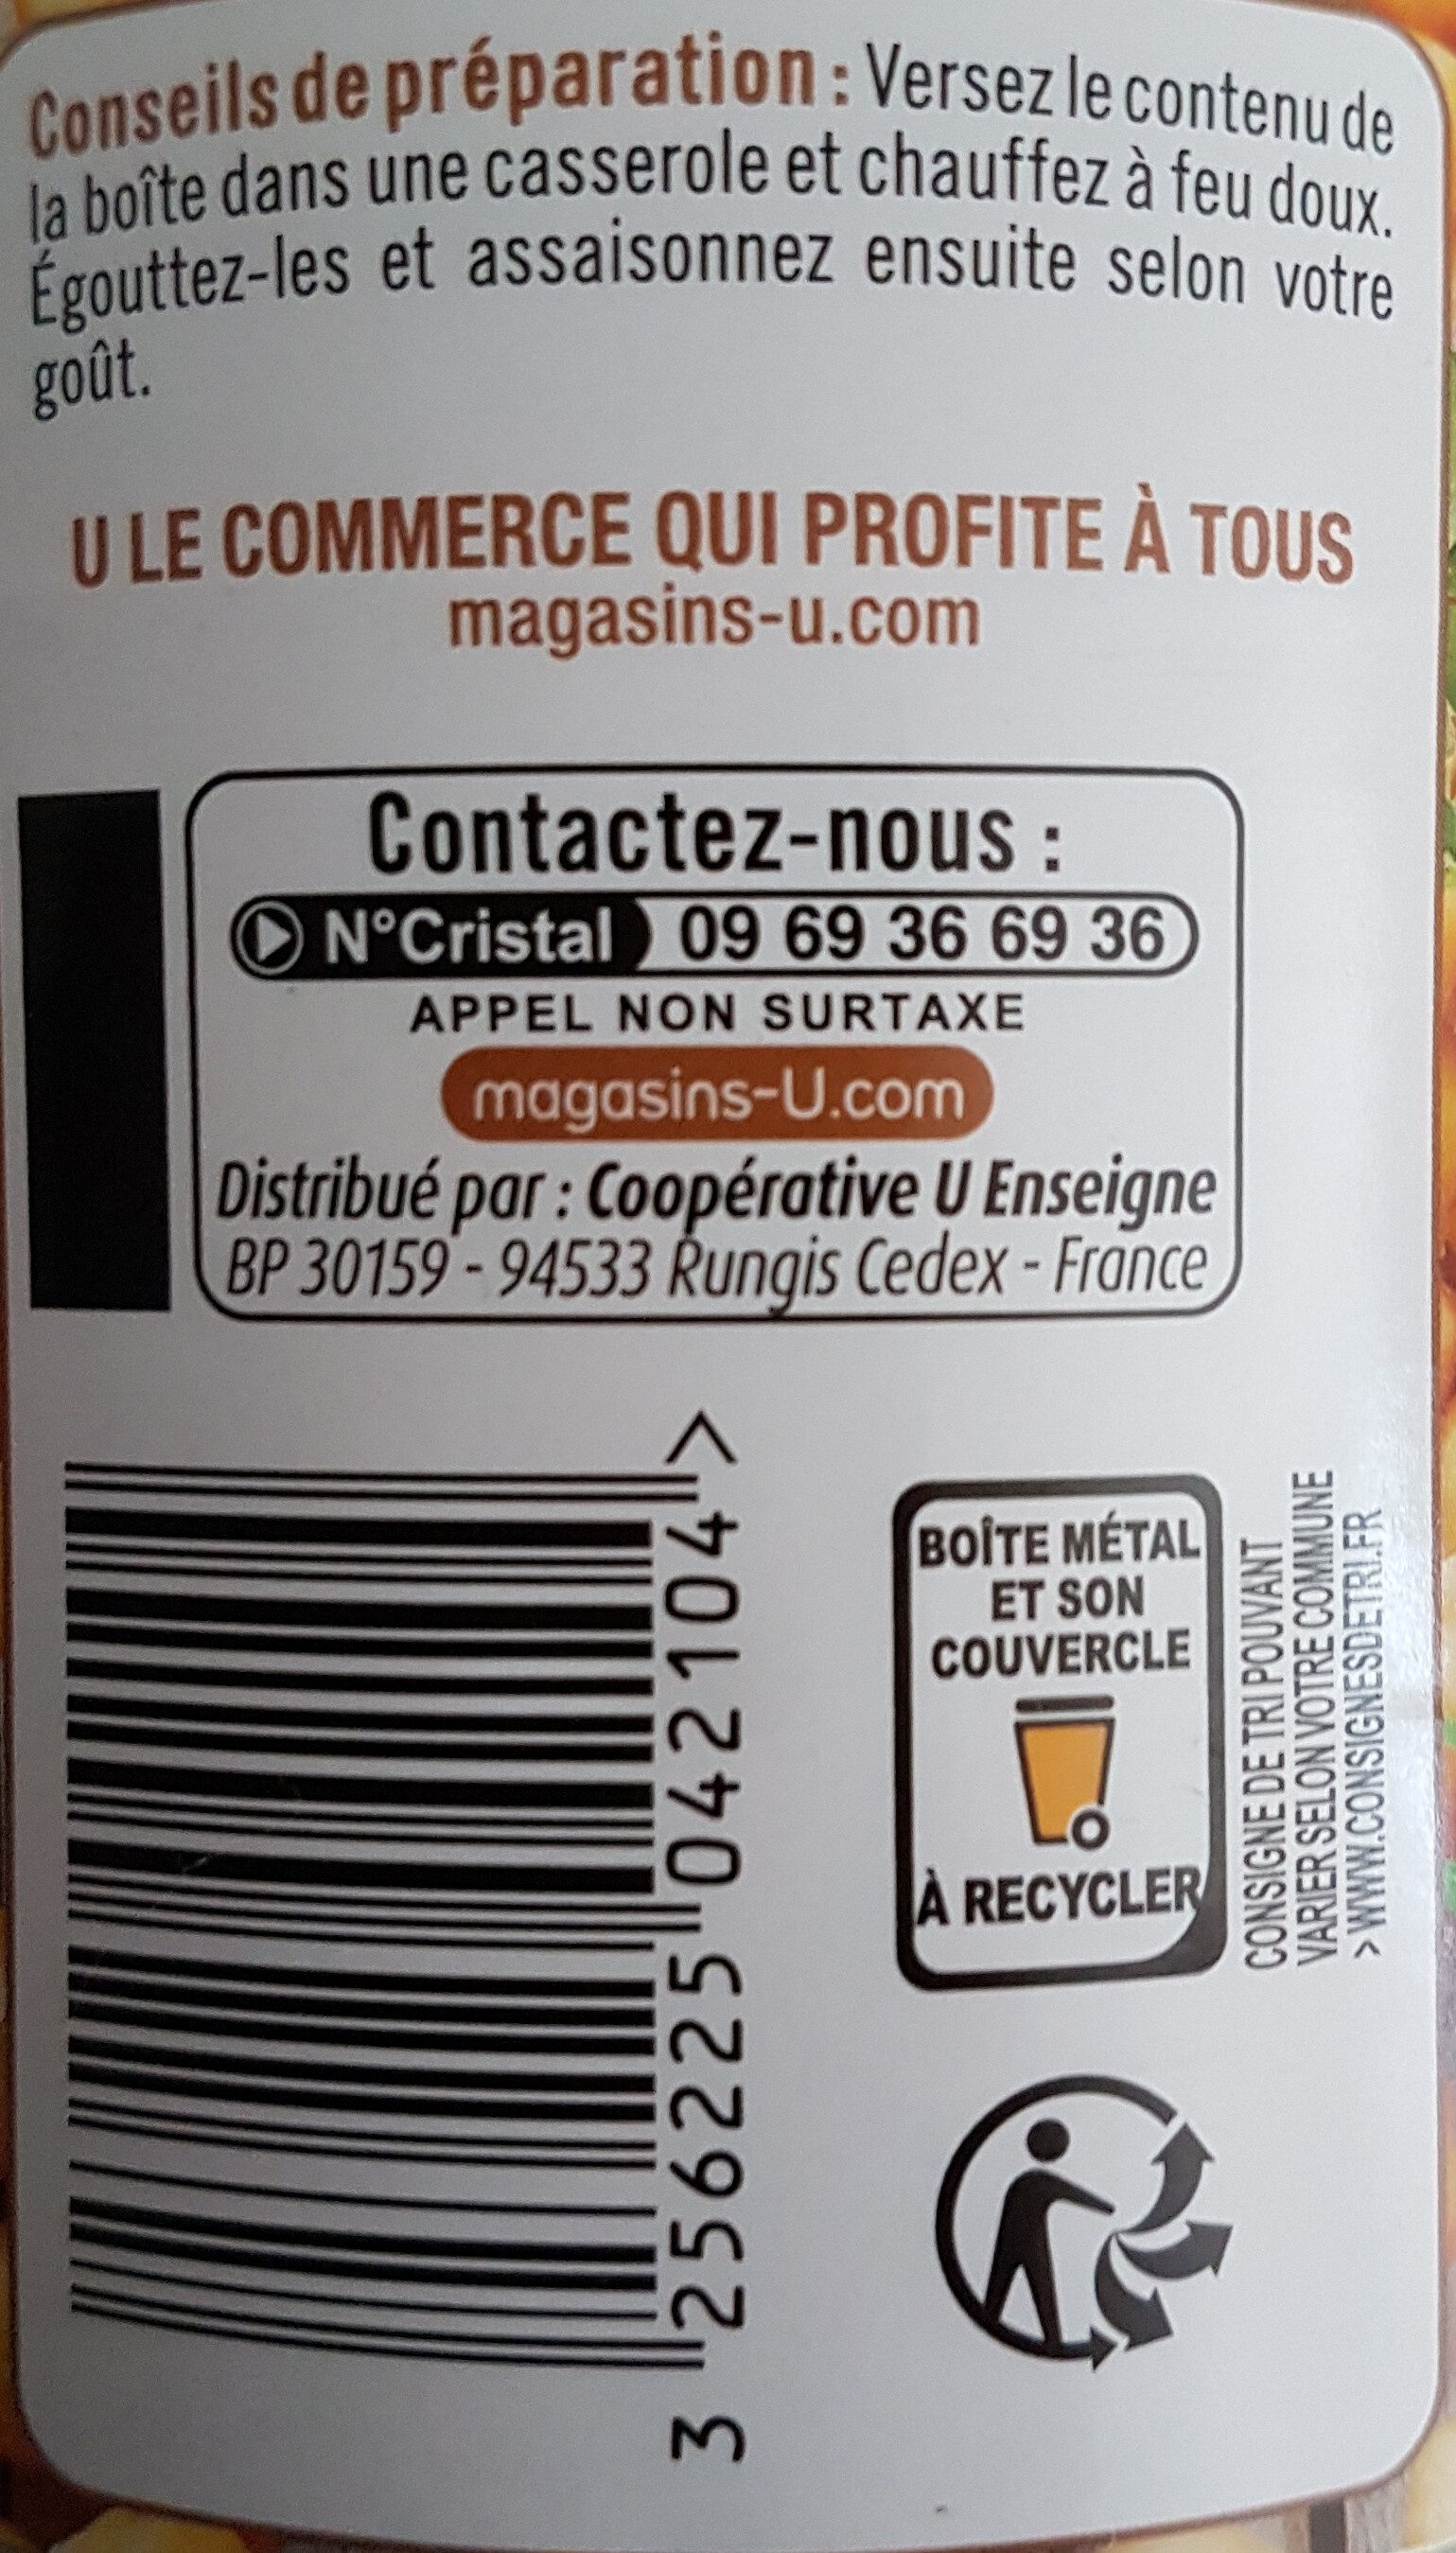 Conseils de préparation : Versez le contenu de
la boîte dans une casserole et chauffez à feu doux.
Égouttez-les et assaisonnez ensuite selon votre
goût.
U LE COMMERCE QUI PROFITE À TOUS
magasins-u.com
Contactez-nous :
N°Cristal 09 69 36 69 36
APPEL NON SURTAXE
magasins-U.com
Distribué par : Coopérative U Enseigne
BP 30159 - 94533 Rungis Cedex - France
3 256225 042104 >
BOÎTE MÉTAL
ET SON
COUVERCLE
À RECYCLER
CONSIGNE DE TRI POUVANT
VARIER SELON VOTRE COMMUNE
> WWW.CONSIGNESDETRI.FR